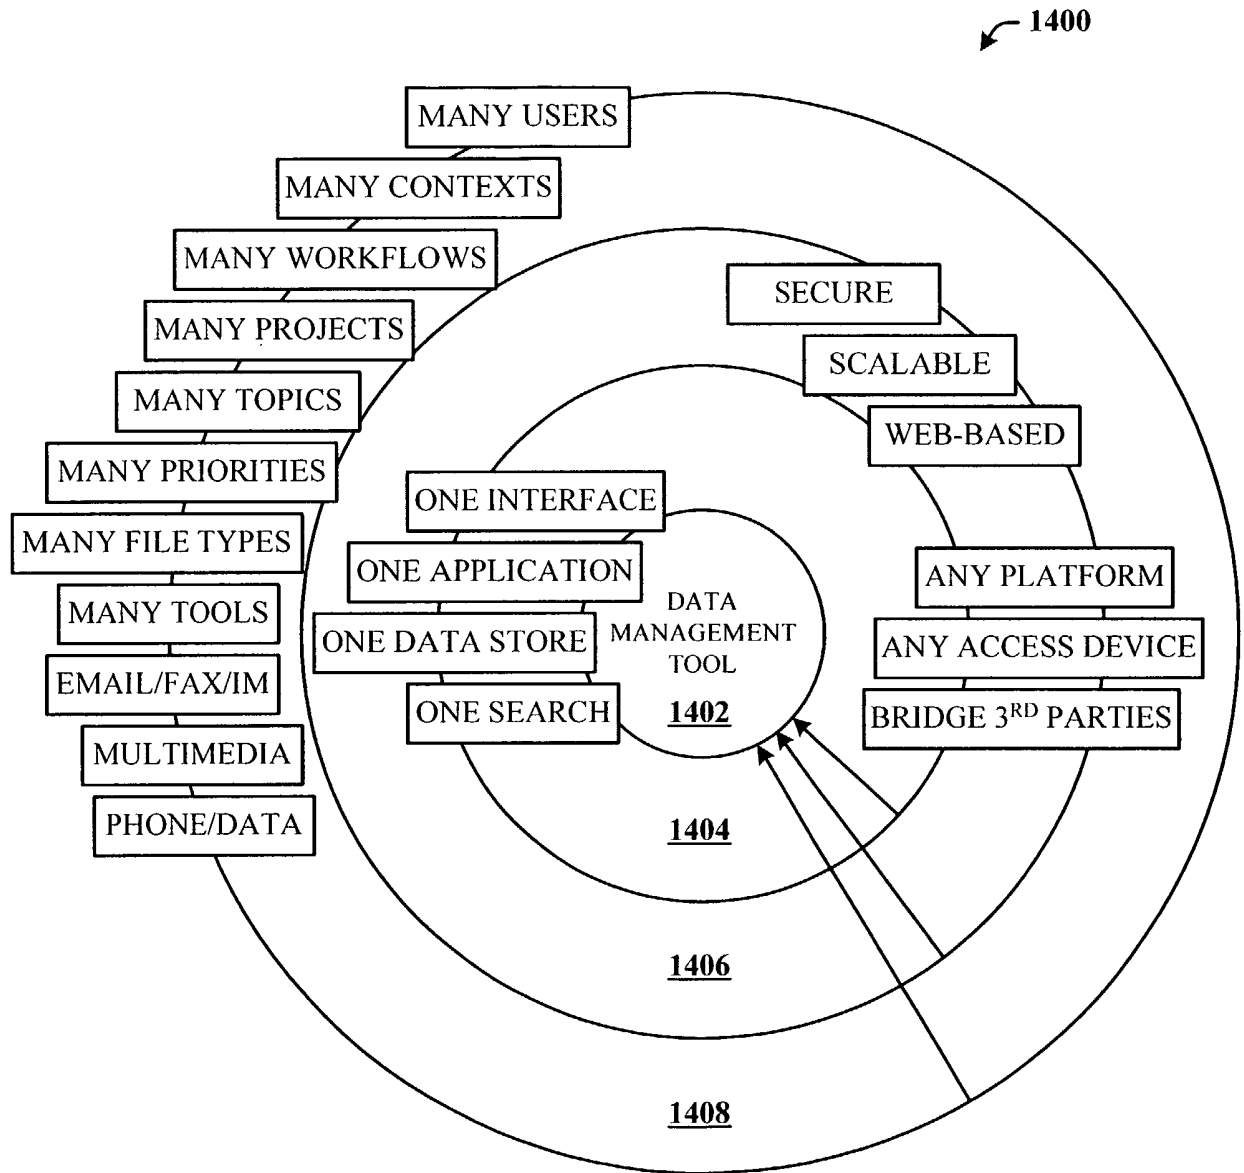 1400
MANY USERS
MANY CONTEXTS
MANY WORKFLOWS
MANY PROJECTS
MANY TOPICS
MANY PRIORITIES
MANY FILE TYPES
MANY TOOLS
EMAIL/FAX/IM
MULTIMEDIA
PHONE/DATA
SECURE
SCALABLE
WEB-BASED
ONE INTERFACE
ONE APPLICATION
ONE DATA STORE
ONE SEARCH
DATA
MANAGEMENT
TOOL
1402
ANY PLATFORM
ANY ACCESS DEVICE
BRIDGE 3RD PARTIES
1404
1406
1408